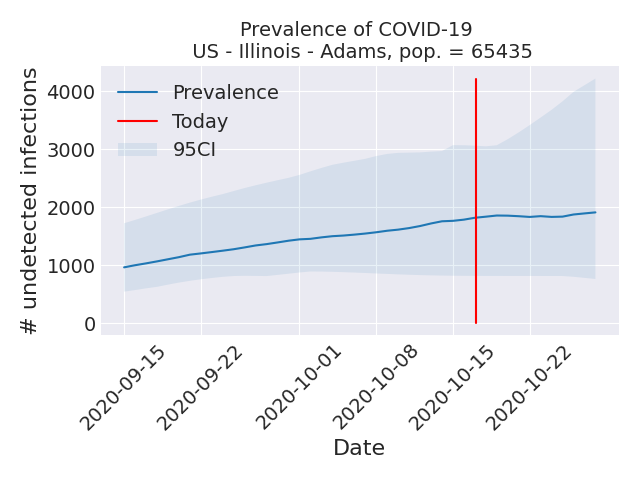 Prevalence of COVID-19
US - Illinois - Adams, pop. = 65435
# undetected infections
4000
3000
2000
1000
0
Prevalence
Today
95CI
2020-09-15
2020-09-22
2020-10-01
2020-10-08
2020-10-15
2020-10-22
Date